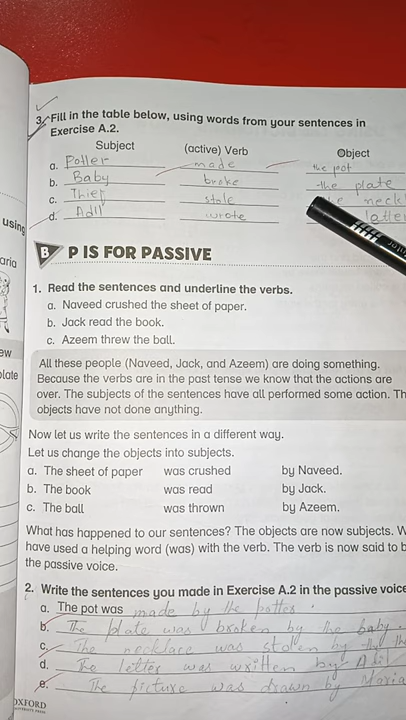 3. Fill in the table below, using words from your sentences in
Exercise A.2.
Subject (active) Verb Object
a. Potter made the pot
b. Baby broke the plate
c. Thief stole neckl
d. Adil wrote letter
using
aria
ew
plate
B P IS FOR PASSIVE
1. Read the sentences and underline the verbs.
a. Naveed crushed the sheet of paper.
b. Jack read the book.
c. Azeem threw the ball.
All these people (Naveed, Jack, and Azeem) are doing something.
Because the verbs are in the past tense we know that the actions are
over. The subjects of the sentences have all performed some action. Th
objects have not done anything.
Now let us write the sentences in a different way.
Let us change the objects into subjects.
a. The sheet of paper was crushed by Naveed.
b. The book was read by Jack.
c. The ball was thrown by Azeem.
What has happened to our sentences? The objects are now subjects. W
have used a helping word (was) with the verb. The verb is now said to b
the passive voice.
2. Write the sentences you made in Exercise A.2 in the passive voice
a. The pot was made by the potter.
b. The plate was broken by the baby.
c. The necklace was stolen by the th
d. The letter was written by Adil
e. The picture was drawn by Maria
OXFORD
UNIVERSITY PRESS